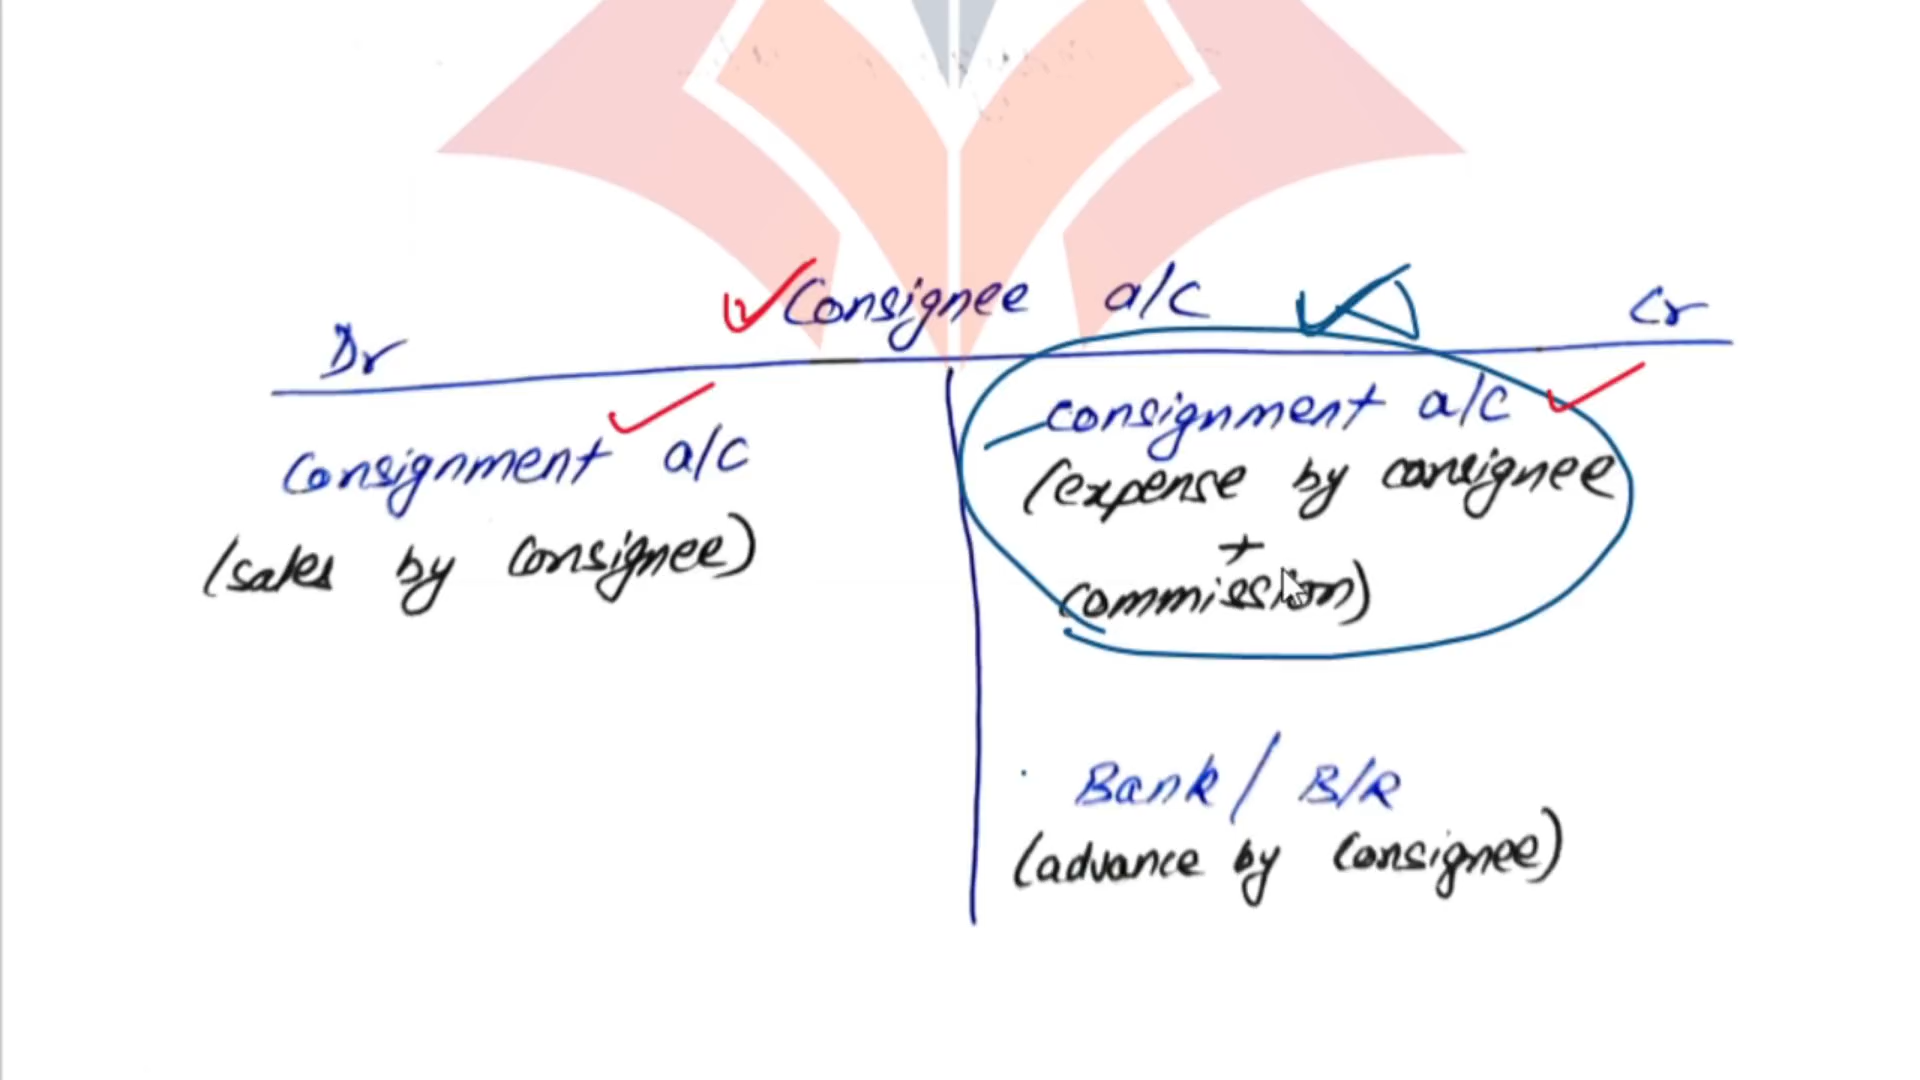 Consignee a/c
Dr
Cr
Consignment a/c
(sales by Consignee)
Consignment a/c
(expense by consignee
+
commission)
Bank / B/R
(advance by Consignee)